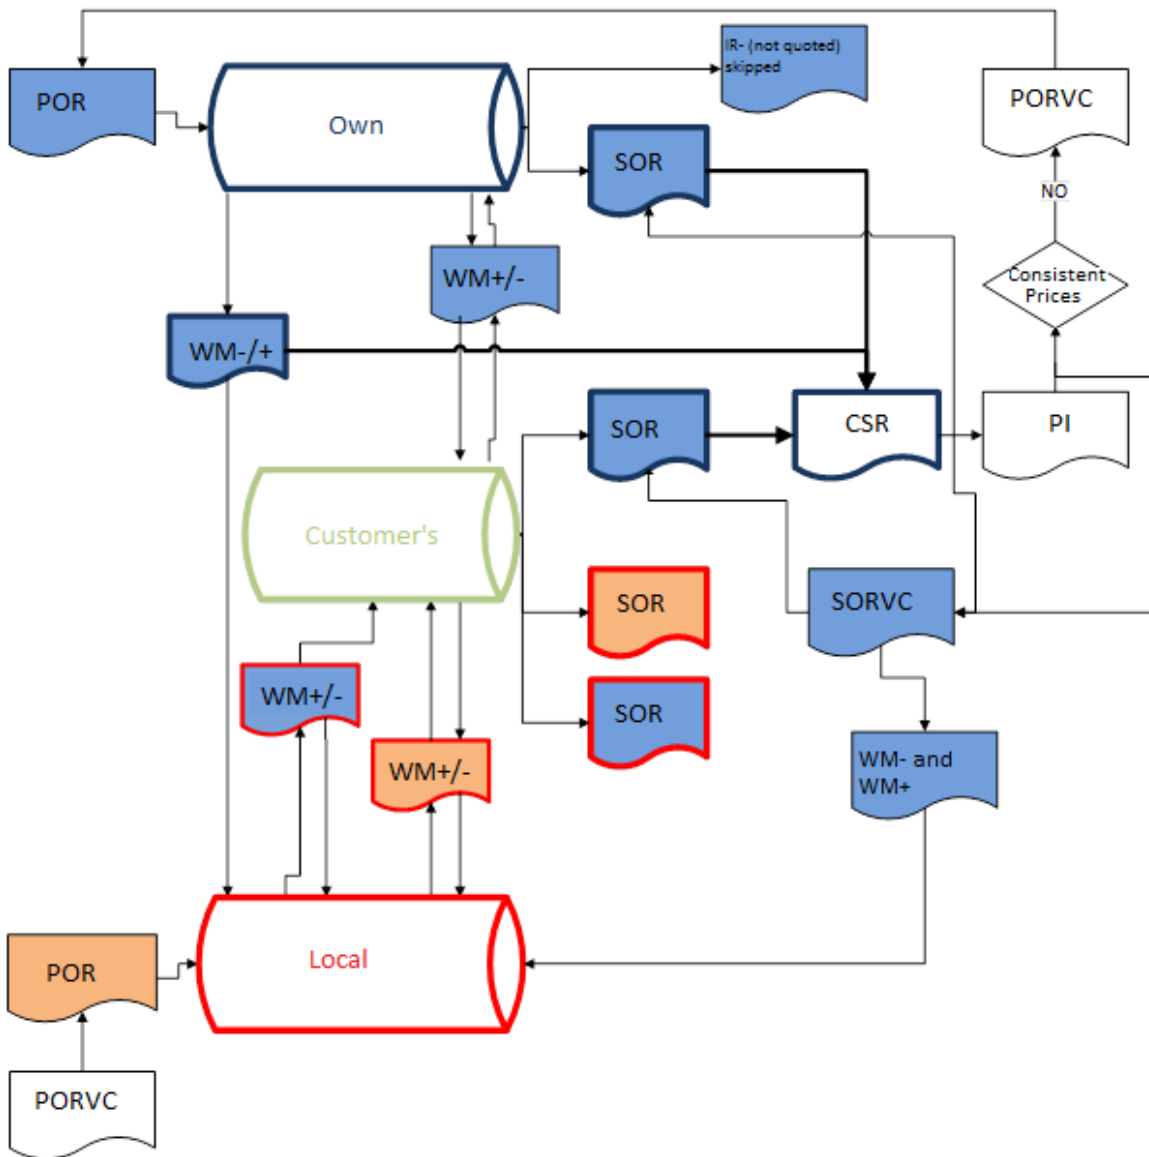 IR- (not quoted)
skipped
POR
PORVC
Own
SOR
NO
WM+/-
Consistent
Prices
WM-/+
SOR
CSR
PI
Customer's
SOR
SORVC
WM+/-
SOR
WM+/-
WM- and
WM+
Local
POR
PORVC